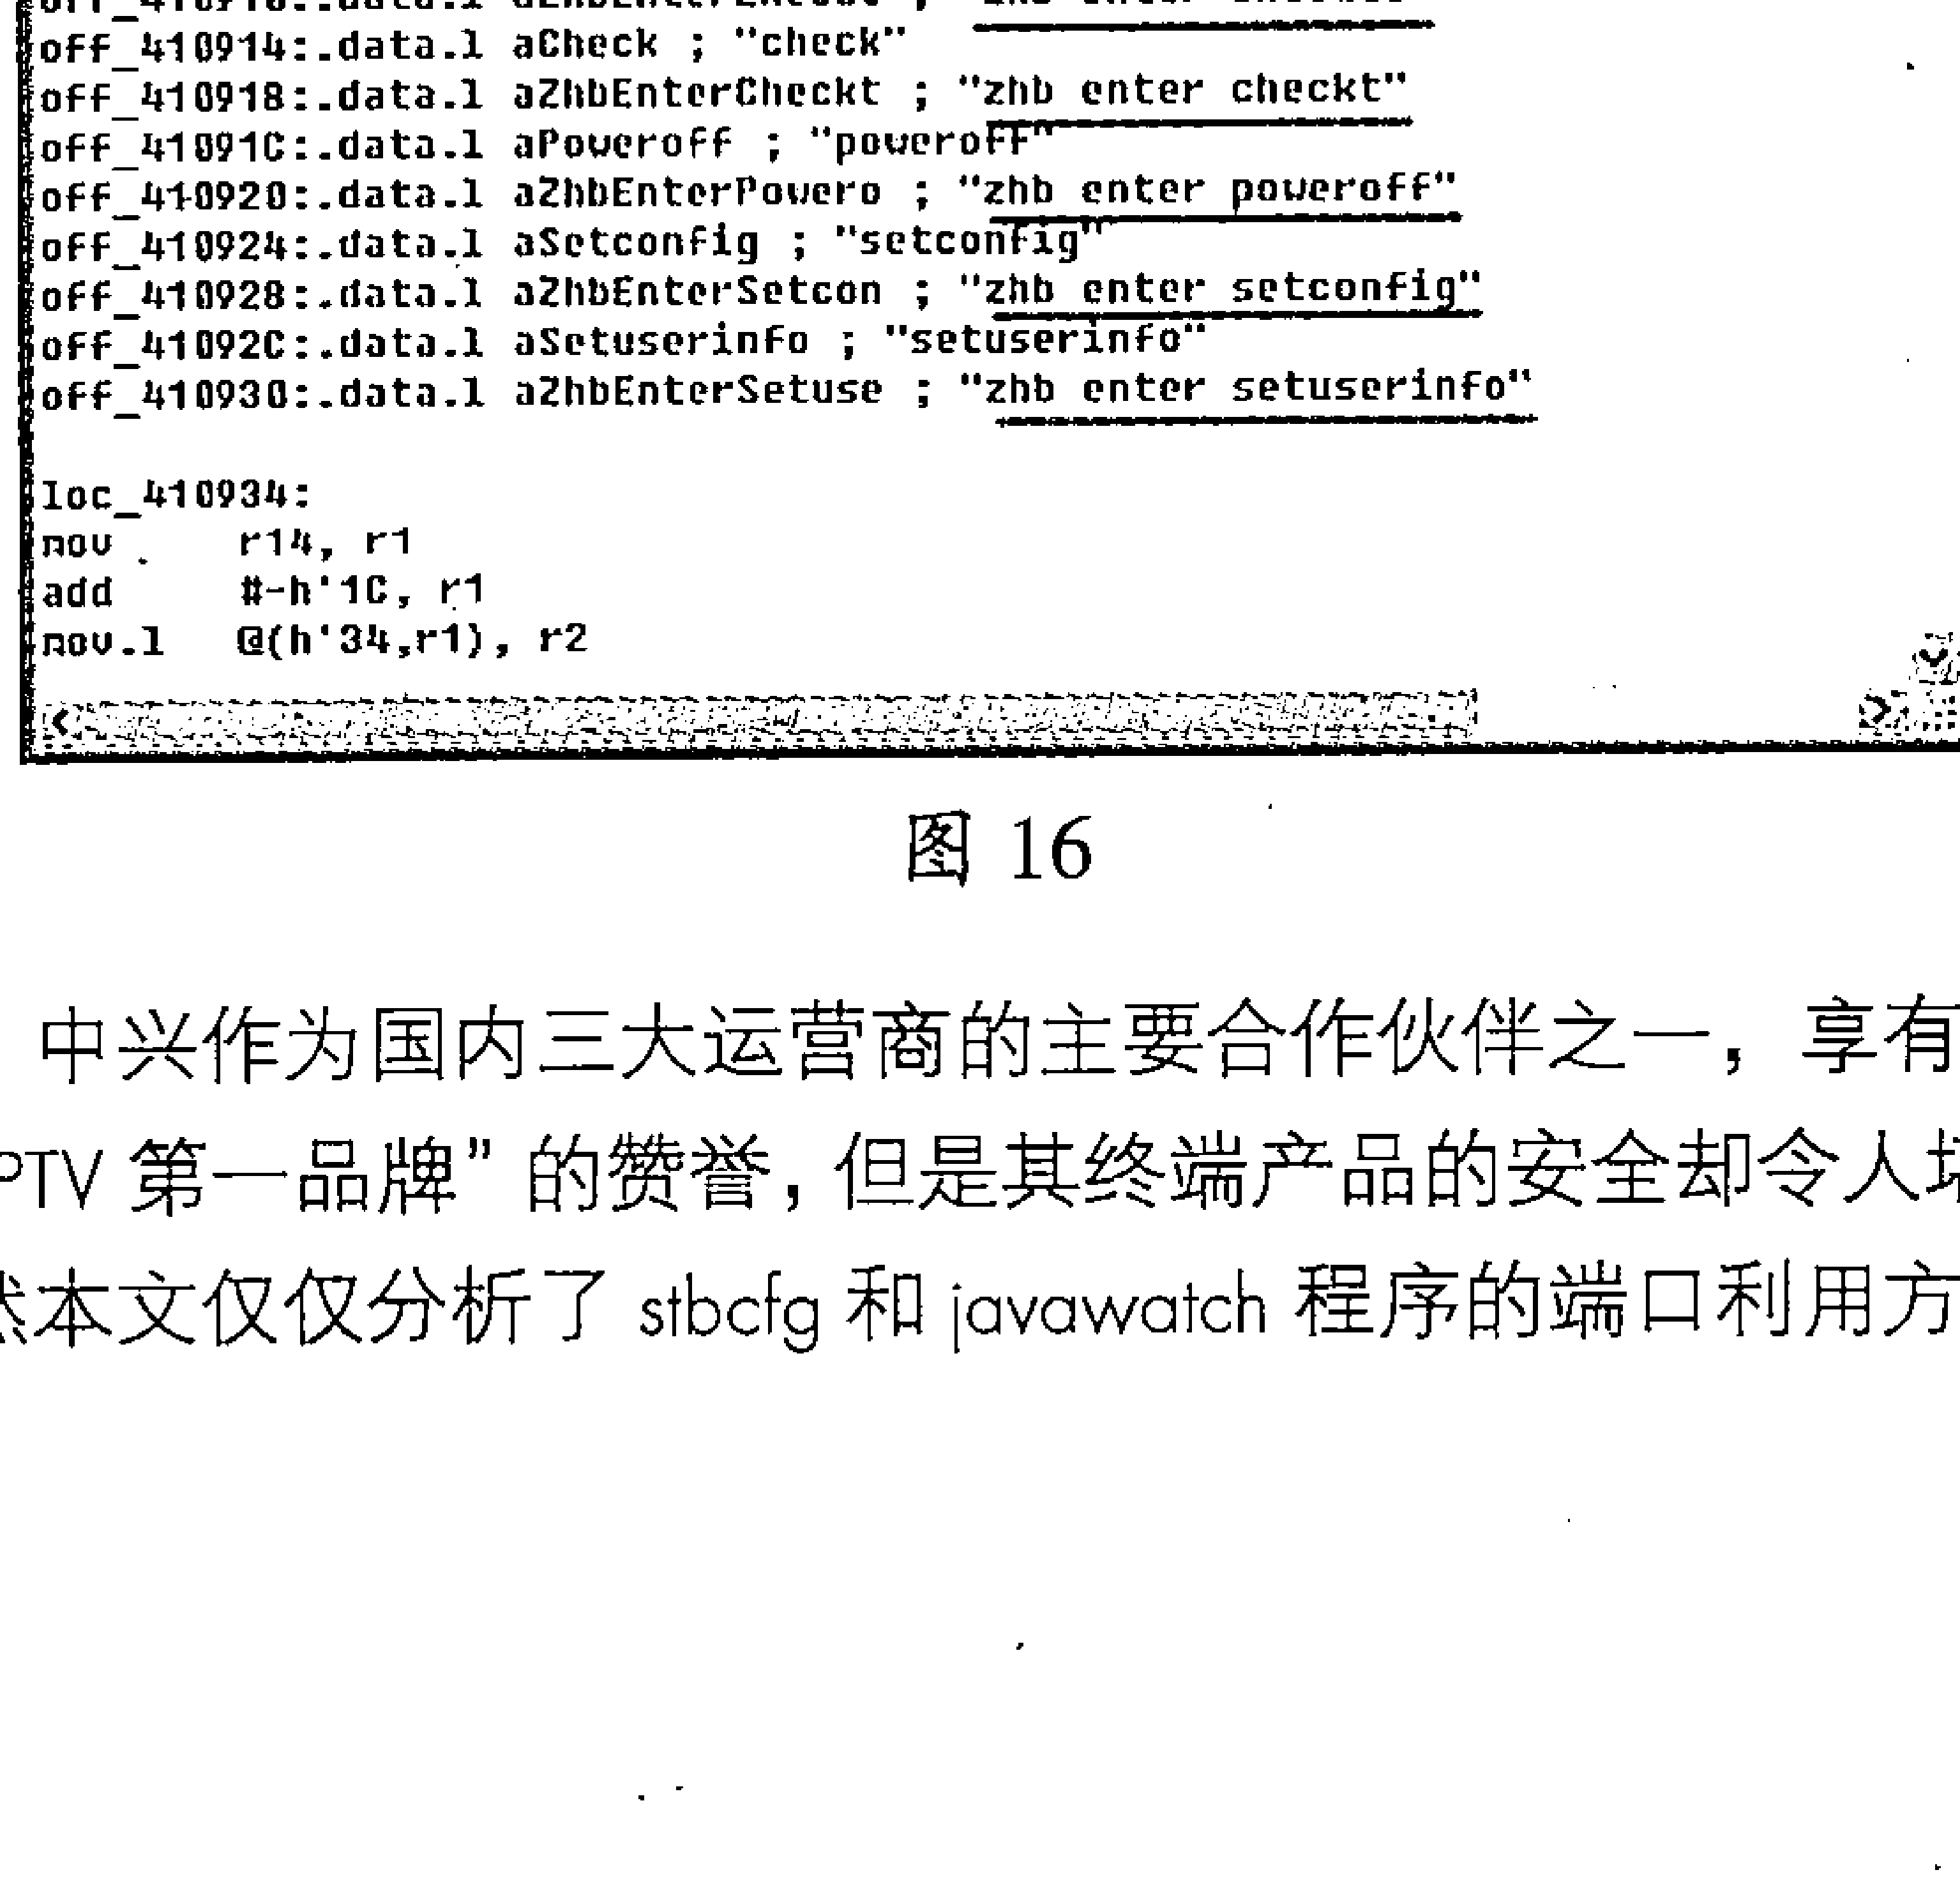 off_410914:.data.l aCheck ; "check"
off_410918:.data.l aZhbEnterCheckt ; "zhb enter checkt"
off_41091C:.data.l aPoweroff ; "poweroff"
off_410920:.data.l aZhbEnterPowero ; "zhb enter poweroff"
off_410924:.data.l aSetconfig ; "setconfig"
off_410928:.data.l aZhbEnterSetcon ; "zhb enter setconfig"
off_41092C:.data.l aSetuserinfo ; "setuserinfo"
off_410930:.data.l aZhbEnterSetuse ; "zhb enter setuserinfo"
loc_410934:
mov r14, r1
add #-h'1C, r1
mov.l @(h'34,r1), r2
图 16
中兴作为国内三大运营商的主要合作伙伴之一，享有
PTV 第一品牌”的赞誉，但是其终端产品的安全却令人
本文仅仅分析了 stbcfg 和 javawatch 程序的端口利用方